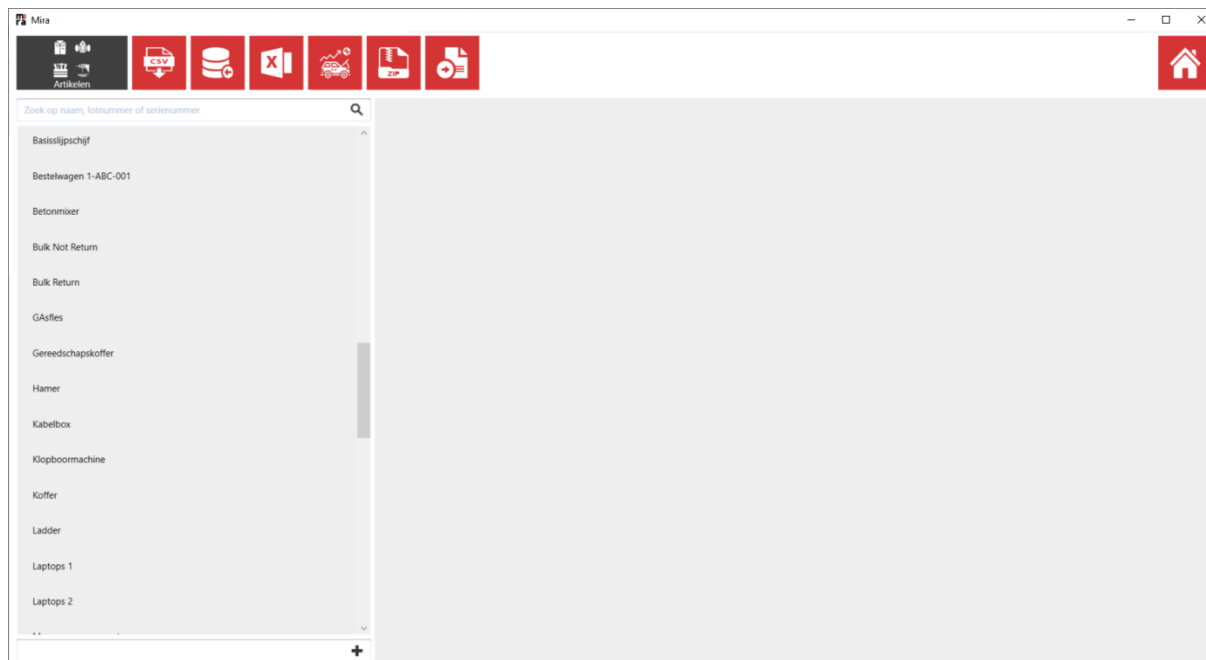 Mira
Artikelen
CSV
X
ZIP
Zoek op naam, lotnummer of serienummer
Basisslijpschijf
Bestelwagen 1-ABC-001
Betonmixer
Bulk Not Return
Bulk Return
GAsfles
Gereedschapskoffer
Hamer
Kabelbox
Klopboormachine
Koffer
Ladder
Laptops 1
Laptops 2